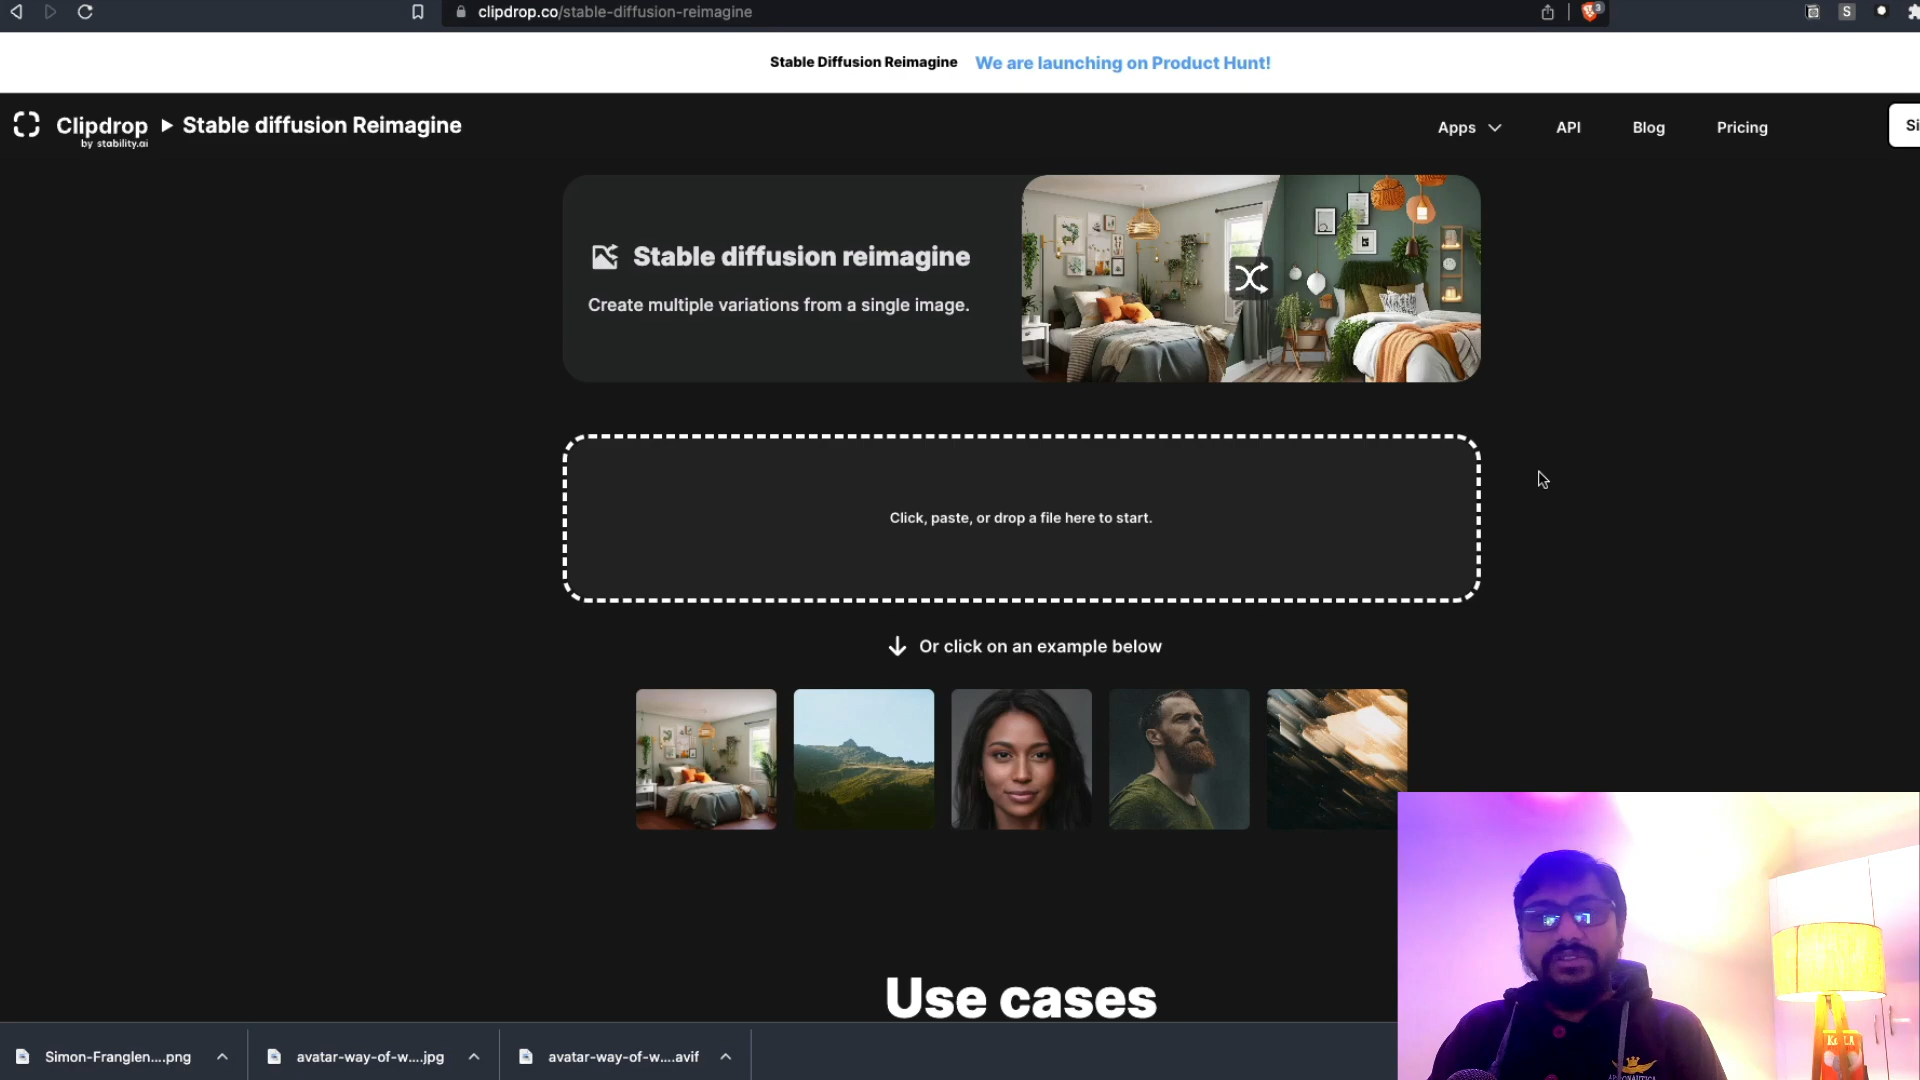 clipdrop.co/stable-diffusion-reimagine
3
S
Stable Diffusion Reimagine We are launching on Product Hunt!
Clipdrop
by stability.ai
Stable diffusion Reimagine
Apps
API
Blog
Pricing
Si
Stable diffusion reimagine
Create multiple variations from a single image.
Click, paste, or drop a file here to start.
Or click on an example below
Use cases
Simon-Franglen....png
avatar-way-of-w....jpg
avatar-way-of-w....avif